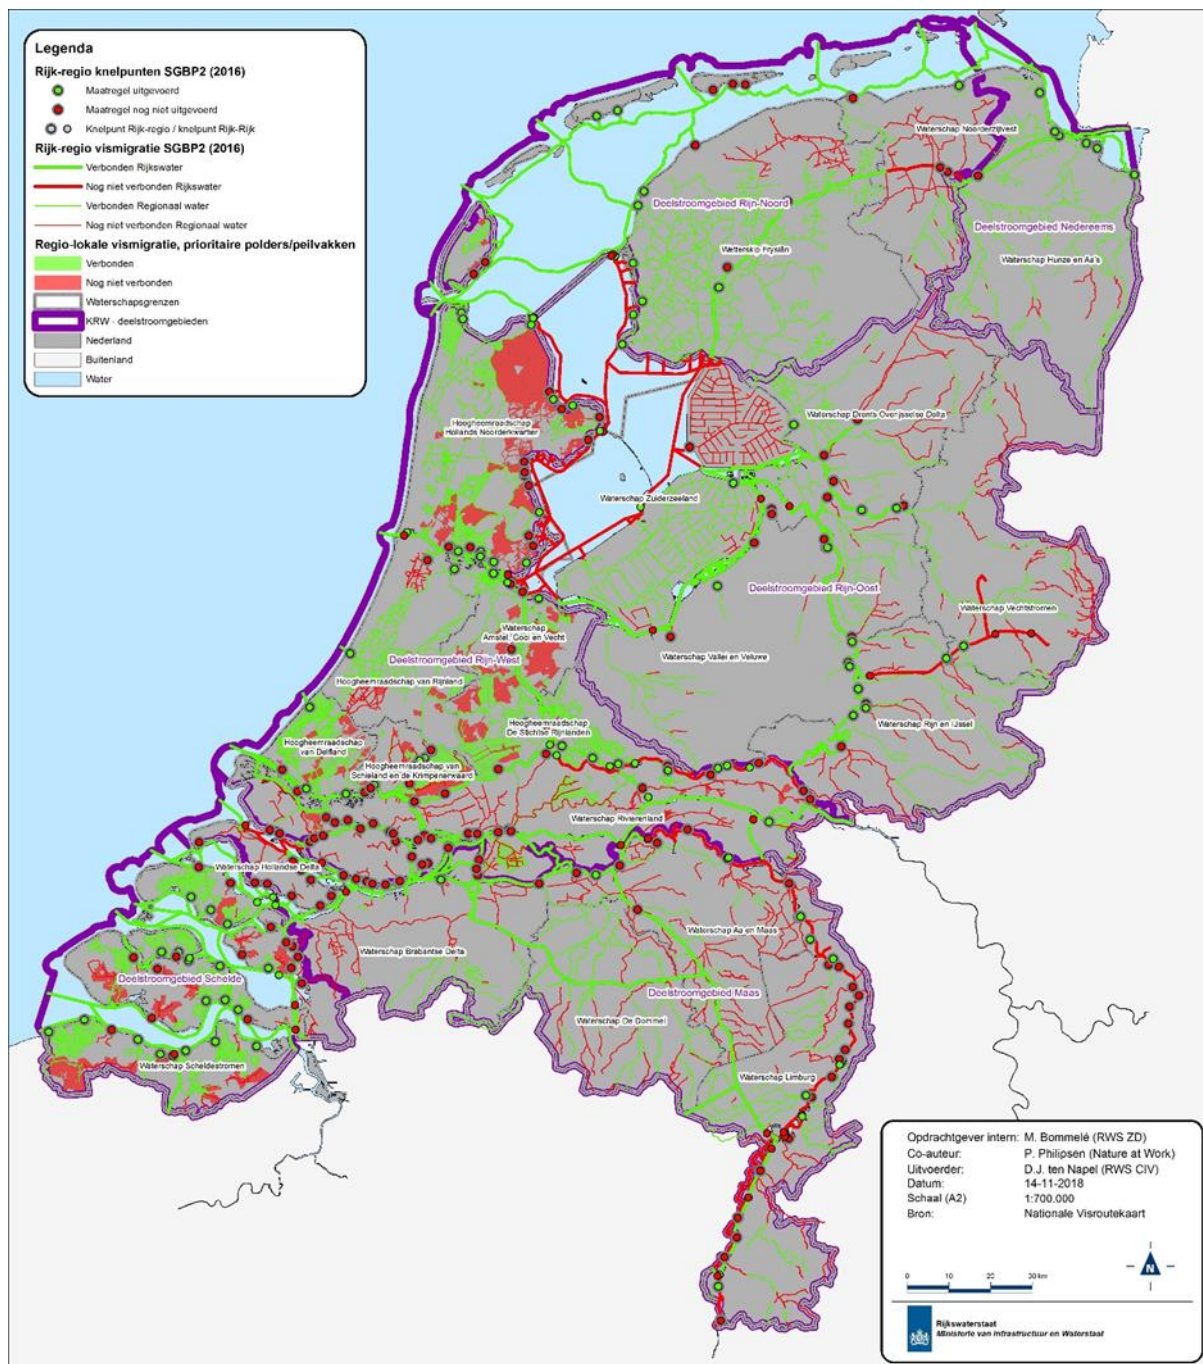 Legenda
Rijk-regio knelpunten SGBP2 (2016)
Maatregel uitgevoerd
Maatregel nog niet uitgevoerd
Knelpunt Rijk-regio / knelpunt Rijk-Rijk
Rijk-regio vismigratie SGBP2 (2016)
Verbonden Rijkswater
Nog niet verbonden Rijkswater
Verbonden Regionaal water
Nog niet verbonden Regionaal water
Regio-lokale vismigratie, prioritaire polders/peilvakken
Verbonden
Nog niet verbonden
Waterschapsgrenzen
KRW - deelstroomgebieden
Nederland
Buitenland
Water
Waterschap Noorderzijlvest
Deelstroomgebied Rijn-Noord
Deelstroomgebied Nedereems
Wetterskip Fryslân
Waterschap Hunze en Aa's
Waterschap Drents Overijsselse Delta
Hoogheemraadschap
Hollands Noorderkwartier
Waterschap Zuiderzeeland
Deelstroomgebied Rijn-Oost
Waterschap Vechtstromen
Waterschap
Amstel, Gooi en Vecht
Waterschap Vallei en Veluwe
Deelstroomgebied Rijn-West
Hoogheemraadschap van Rijnland
Waterschap Rijn en IJssel
Hoogheemraadschap
De Stichtse Rijnlanden
Hoogheemraadschap
van Delfland
Hoogheemraadschap van
Schieland en de Krimpenerwaard
Waterschap Rivierenland
Waterschap Hollandse Delta
Waterschap Aa en Maas
Waterschap Brabantse Delta
Deelstroomgebied Schelde
Deelstroomgebied Maas
Waterschap De Dommel
Waterschap Scheldestromen
Waterschap Limburg
Opdrachtgever intern: M. Bommelé (RWS ZD)
Co-auteur: P. Philipsen (Nature at Work)
Uitvoerder: D.J. ten Napel (RWS CIV)
Datum: 14-11-2018
Schaal (A2) 1:700.000
Bron: Nationale Visroutekaart
0 10 20 30 km
N
Rijkswaterstaat
Ministerie van Infrastructuur en Waterstaat